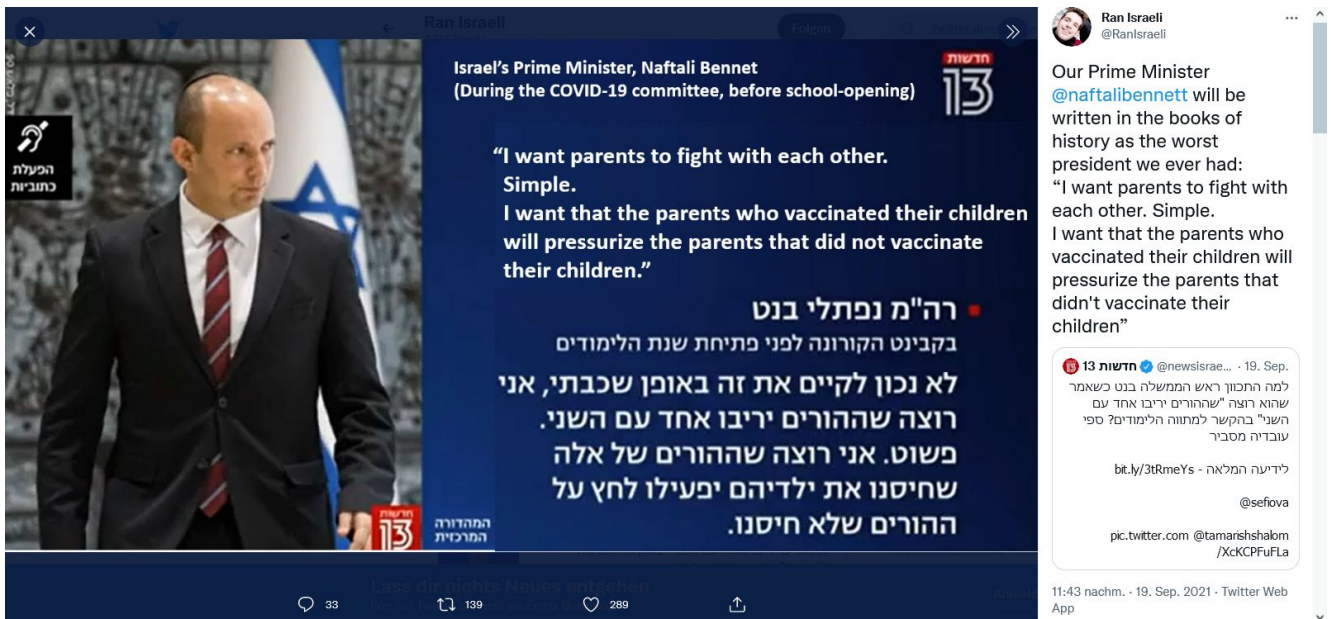 Ran Israeli
Folgen
הפעלת
כתוביות
Israel's Prime Minister, Naftali Bennet
(During the COVID-19 committee, before school-opening)
חדשות
13
“I want parents to fight with each other.
Simple.
I want that the parents who vaccinated their children
will pressurize the parents that did not vaccinate
their children.”
רה"מ נפתלי בנט
בקבינט הקורונה לפני פתיחת שנת הלימודים
לא נכון לקיים את זה באופן שכבתי, אני
רוצה שההורים יריבו אחד עם השני.
פשוט. אני רוצה שההורים של אלה
שחיסנו את ילדיהם יפעילו לחץ על
ההורים שלא חיסנו.
חדשות
13
המהדורה
המרכזית
Lass dir nichts Neues entgehen
33
139
289
Ran Israeli
@RanIsraeli
Our Prime Minister
@naftalibennett will be
written in the books of
history as the worst
president we ever had:
“I want parents to fight with
each other. Simple.
I want that the parents who
vaccinated their children will
pressurize the parents that
didn't vaccinate their
children”
חדשות 13 @newsisrae... · 19. Sep.
למה התכוון ראש הממשלה בנט כשאמר
שהוא רוצה "שההורים יריבו אחד עם
השני" בהקשר למתווה הלימודים? ספי
עובדיה מסביר
לידיעה המלאה - bit.ly/3tRmeYs
@sefiova
pic.twitter.com @tamarishshalom
/XcKCPFuFLa
11:43 nachm. · 19. Sep. 2021 · Twitter Web
App